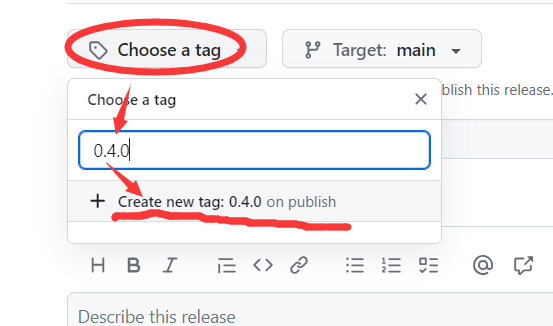 Choose a tag
Target: main
blish this release.
Choose a tag
0.4.0
Create new tag: 0.4.0 on publish
H B I @
Describe this release